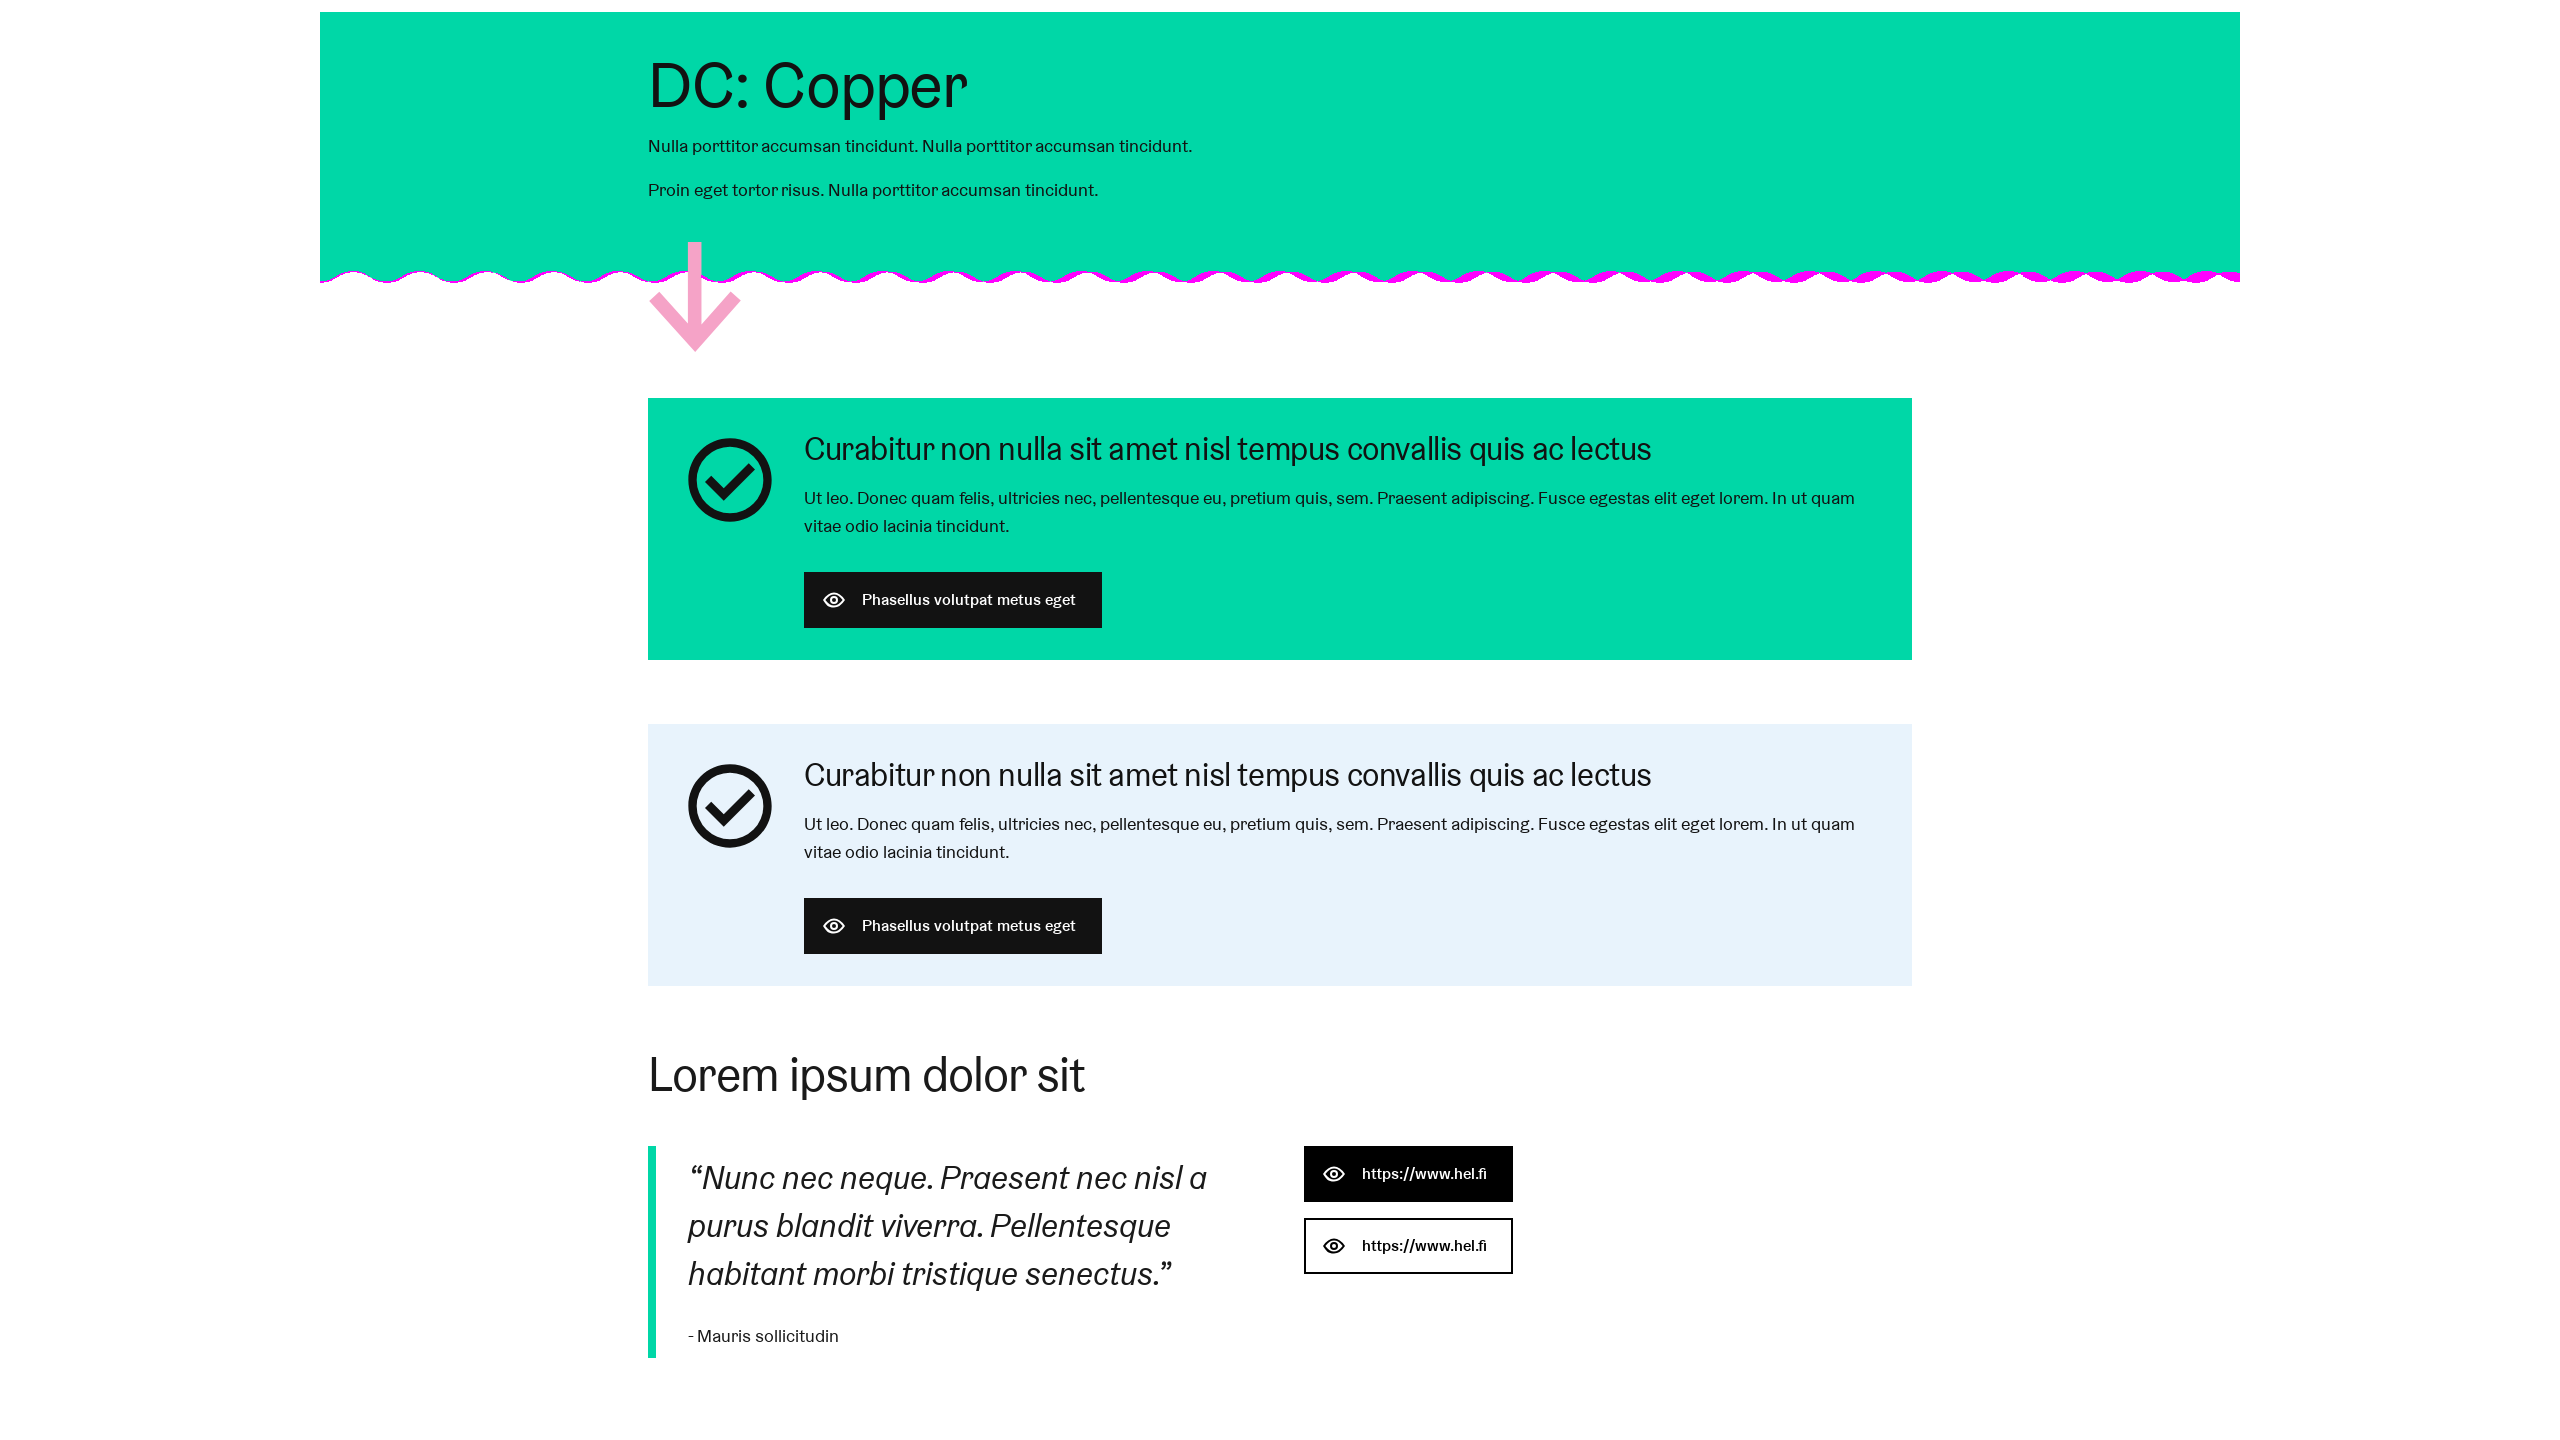 DC: Copper
Nulla porttitor accumsan tincidunt. Nulla porttitor accumsan tincidunt.
Proin eget tortor risus. Nulla porttitor accumsan tincidunt.
Curabitur non nulla sit amet nisl tempus convallis quis ac lectus
Ut leo. Donec quam felis, ultricies nec, pellentesque eu, pretium quis, sem. Praesent adipiscing. Fusce egestas elit eget lorem. In ut quam
vitae odio lacinia tincidunt.
Phasellus volutpat metus eget
Curabitur non nulla sit amet nisl tempus convallis quis ac lectus
Ut leo. Donec quam felis, ultricies nec, pellentesque eu, pretium quis, sem. Praesent adipiscing. Fusce egestas elit eget lorem. In ut quam
vitae odio lacinia tincidunt.
Phasellus volutpat metus eget
Lorem ipsum dolor sit
“Nunc nec neque. Praesent nec nisl a
purus blandit viverra. Pellentesque
habitant morbi tristique senectus.”
- Mauris sollicitudin
https://www.hel.fi
https://www.hel.fi